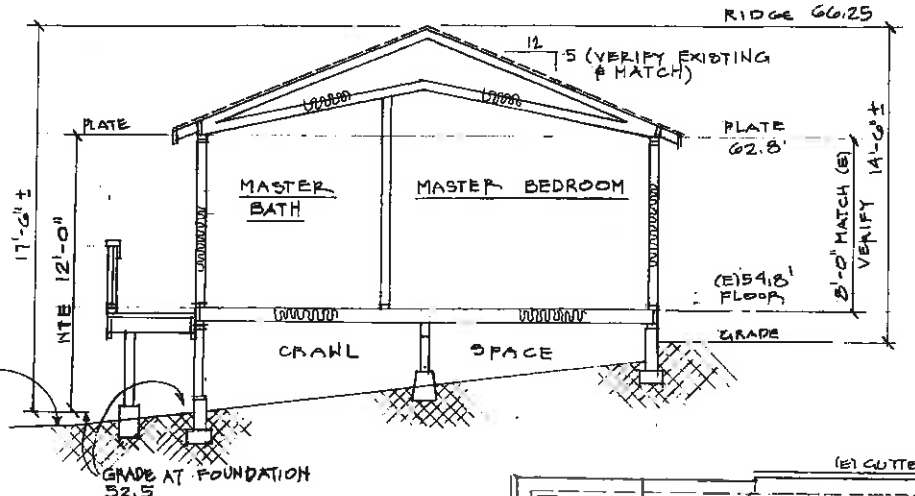 RIDGE 66.25
12
5 (VERIFY EXISTING
& MATCH)
PLATE
PLATE
62.8'
17'-6" ±
NTE 12'-0"
MASTER
BATH
MASTER BEDROOM
8'-0" MATCH (E)
VERIFY
14'-6" ±
(E) 54.8'
FLOOR
GRADE
CRAWL SPACE
GRADE AT FOUNDATION
52.5
(E) GUTTE